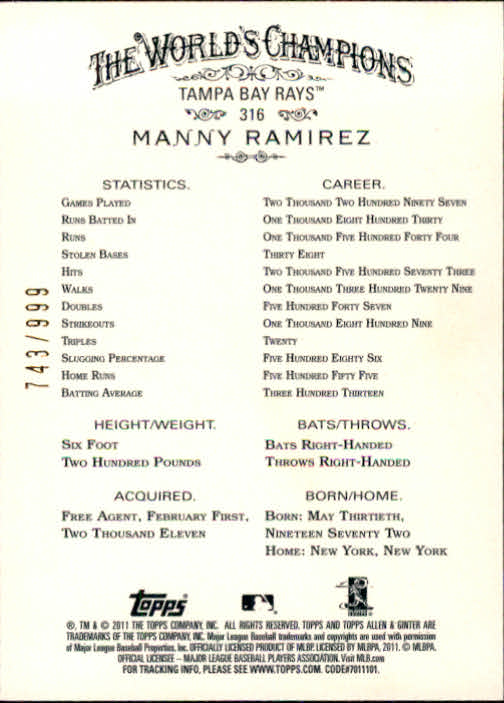 THE WORLD'S CHAMPIONS
TAMPA BAY RAYS™
316
MANNY RAMIREZ
STATISTICS. CAREER.
GAMES PLAYED TWO THOUSAND TWO HUNDRED NINETY SEVEN
RUNS BATTED IN ONE THOUSAND EIGHT HUNDRED THIRTY
RUNS ONE THOUSAND FIVE HUNDRED FORTY FOUR
STOLEN BASES THIRTY EIGHT
HITS TWO THOUSAND FIVE HUNDRED SEVENTY THREE
WALKS ONE THOUSAND THREE HUNDRED TWENTY NINE
DOUBLES FIVE HUNDRED FORTY SEVEN
STRIKEOUTS ONE THOUSAND EIGHT HUNDRED NINE
TRIPLES TWENTY
SLUGGING PERCENTAGE FIVE HUNDRED EIGHTY SIX
HOME RUNS FIVE HUNDRED FIFTY FIVE
BATTING AVERAGE THREE HUNDRED THIRTEEN
743/999
HEIGHT/WEIGHT. BATS/THROWS.
SIX FOOT BATS RIGHT-HANDED
TWO HUNDRED POUNDS THROWS RIGHT-HANDED
ACQUIRED. BORN/HOME.
FREE AGENT, FEBRUARY FIRST, BORN: MAY THIRTIETH,
TWO THOUSAND ELEVEN NINETEEN SEVENTY TWO
HOME: NEW YORK, NEW YORK
Topps
®, TM & © 2011 THE TOPPS COMPANY, INC. ALL RIGHTS RESERVED. TOPPS AND TOPPS ALLEN & GINTER ARE
TRADEMARKS OF THE TOPPS COMPANY, INC. Major League Baseball trademarks and copyrights are used with permission
of Major League Baseball Properties, Inc. OFFICIALLY LICENSED PRODUCT OF MLBP. LICENSED BY MLBPA, 2011. © MLBPA.
OFFICIAL LICENSEE – MAJOR LEAGUE BASEBALL PLAYERS ASSOCIATION. Visit MLB.com
FOR TRACKING INFO, PLEASE SEE WWW.TOPPS.COM. CODE#7011101.